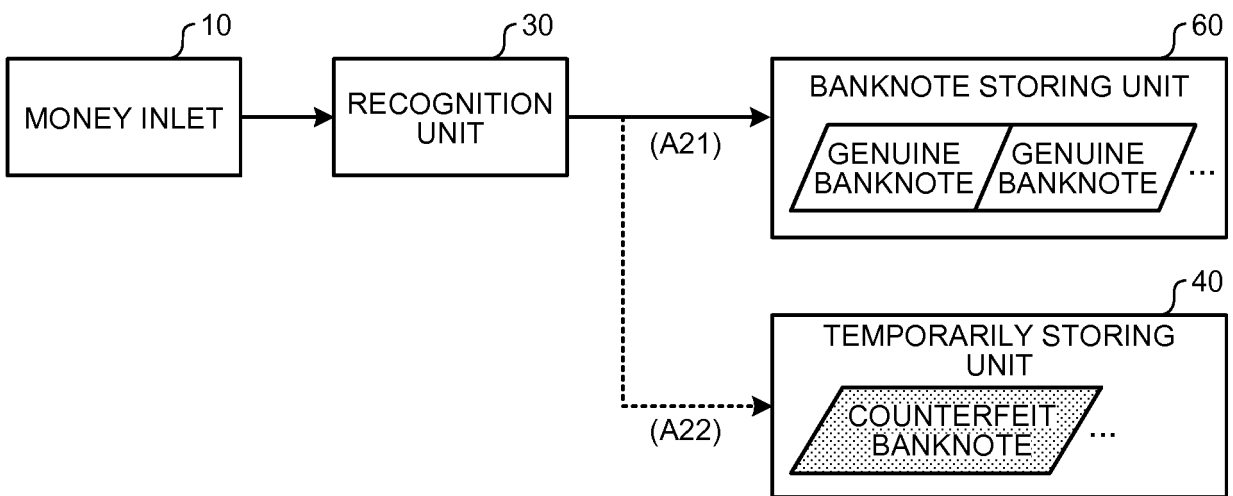 10
MONEY INLET
30
RECOGNITION
UNIT
(A21)
60
BANKNOTE STORING UNIT
GENUINE
BANKNOTE
GENUINE
BANKNOTE
...
(A22)
40
TEMPORARILY STORING
UNIT
COUNTERFEIT
BANKNOTE
...